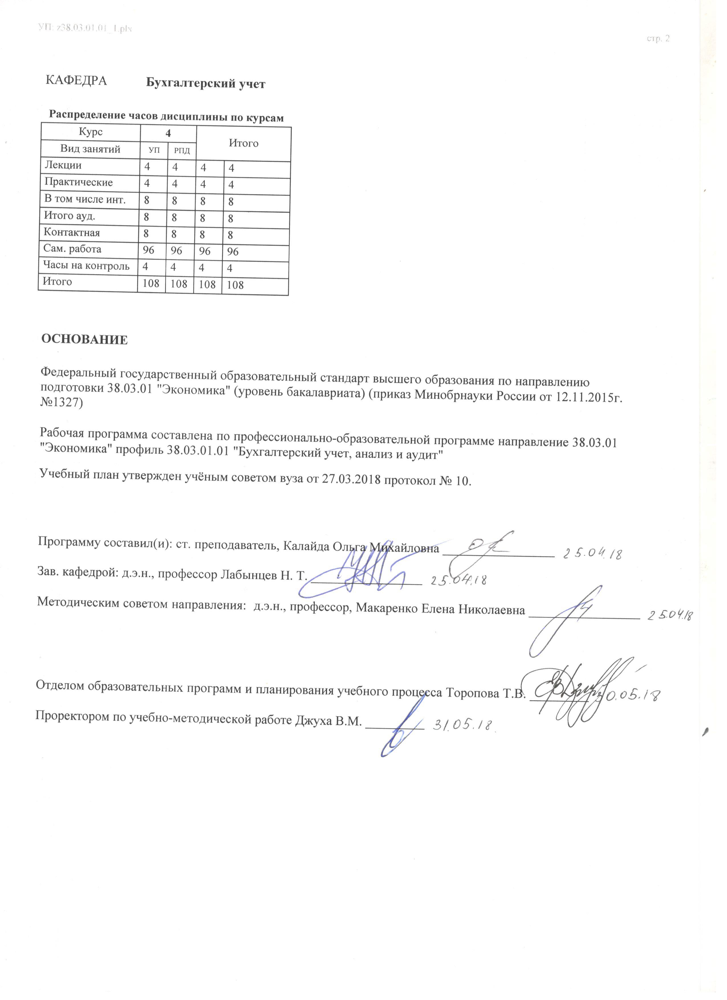 УП: z38.03.01.01_1.plx
стр. 2
КАФЕДРА Бухгалтерский учет
Распределение часов дисциплины по курсам
Курс 4 Итого
Вид занятий УП РПД
Лекции 4 4 4 4
Практические 4 4 4 4
В том числе инт. 8 8 8 8
Итого ауд. 8 8 8 8
Контактная 8 8 8 8
Сам. работа 96 96 96 96
Часы на контроль 4 4 4 4
Итого 108 108 108 108
ОСНОВАНИЕ
Федеральный государственный образовательный стандарт высшего образования по направлению
подготовки 38.03.01 "Экономика" (уровень бакалавриата) (приказ Минобрнауки России от 12.11.2015г.
№1327)
Рабочая программа составлена по профессионально-образовательной программе направление 38.03.01
"Экономика" профиль 38.03.01.01 "Бухгалтерский учет, анализ и аудит"
Учебный план утвержден учёным советом вуза от 27.03.2018 протокол № 10.
Программу составил(и): ст. преподаватель, Калайда Ольга Михайловна 25.04.18
Зав. кафедрой: д.э.н., профессор Лабынцев Н. Т. 25.04.18
Методическим советом направления: д.э.н., профессор, Макаренко Елена Николаевна 25.04.18
Отделом образовательных программ и планирования учебного процесса Торопова Т.В. 30.05.18
Проректором по учебно-методической работе Джуха В.М. 31.05.18